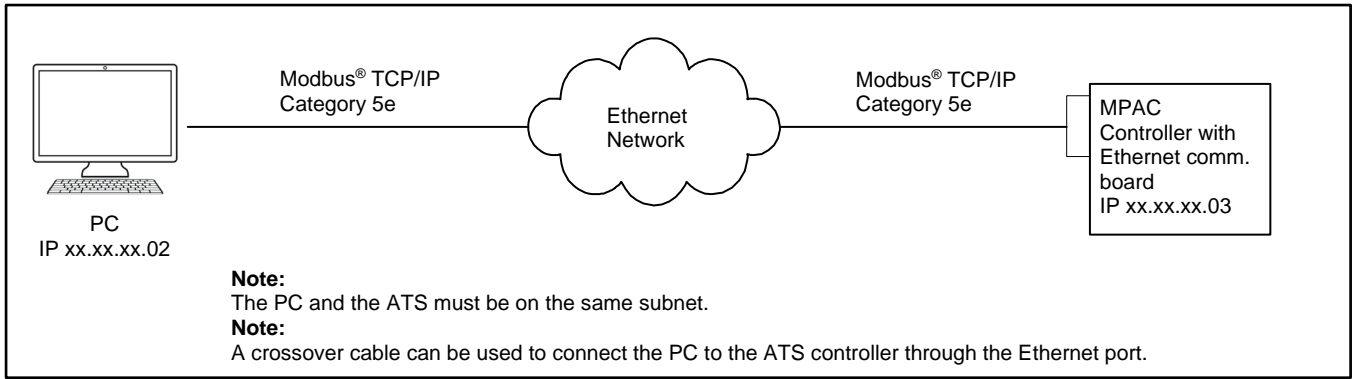 Modbus® TCP/IP
Category 5e
Ethernet
Network
Modbus® TCP/IP
Category 5e
MPAC
Controller with
Ethernet comm.
board
IP xx.xx.xx.03
PC
IP xx.xx.xx.02
Note:
The PC and the ATS must be on the same subnet.
Note:
A crossover cable can be used to connect the PC to the ATS controller through the Ethernet port.